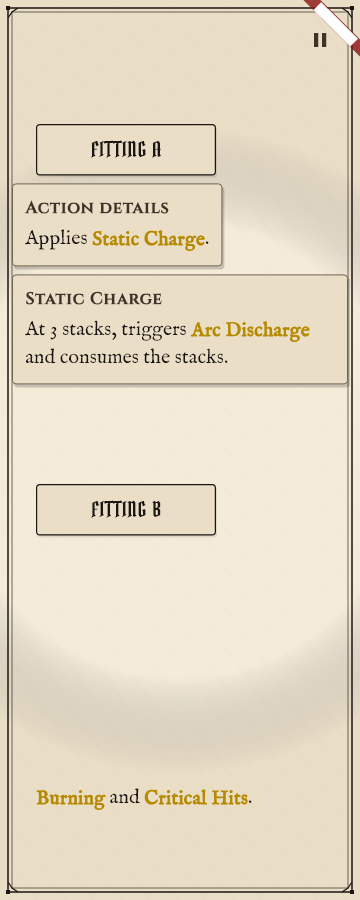 FITTING A
ACTION DETAILS
Applies Static Charge.
STATIC CHARGE
At 3 stacks, triggers Arc Discharge
and consumes the stacks.
FITTING B
Burning and Critical Hits.